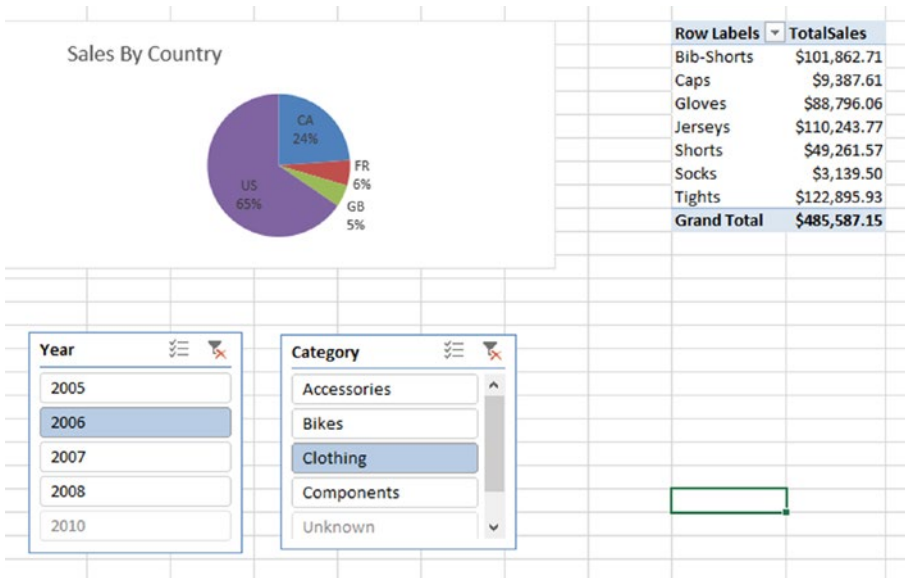 Sales By Country
CA
24%
FR
6%
GB
5%
US
65%
Row Labels TotalSales
Bib-Shorts $101,862.71
Caps $9,387.61
Gloves $88,796.06
Jerseys $110,243.77
Shorts $49,261.57
Socks $3,139.50
Tights $122,895.93
Grand Total $485,587.15
Year
2005
2006
2007
2008
2010
Category
Accessories
Bikes
Clothing
Components
Unknown